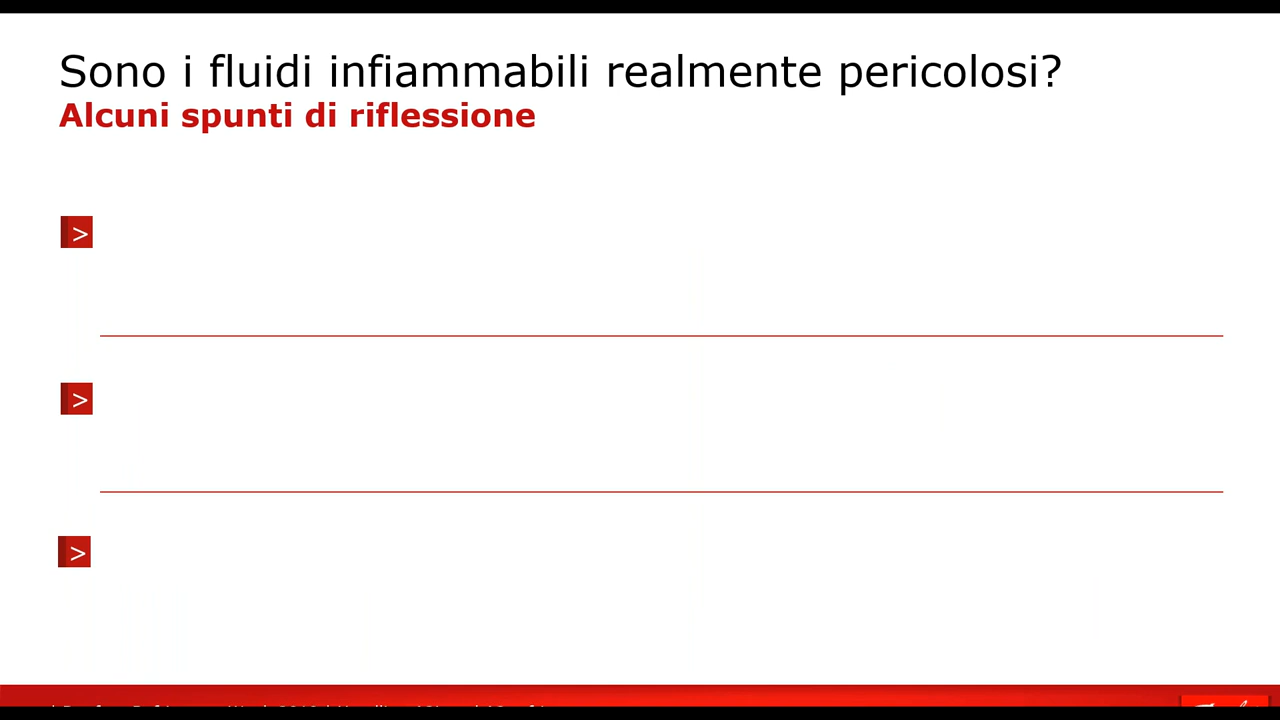 Sono i fluidi infiammabili realmente pericolosi?
Alcuni spunti di riflessione
>
>
>